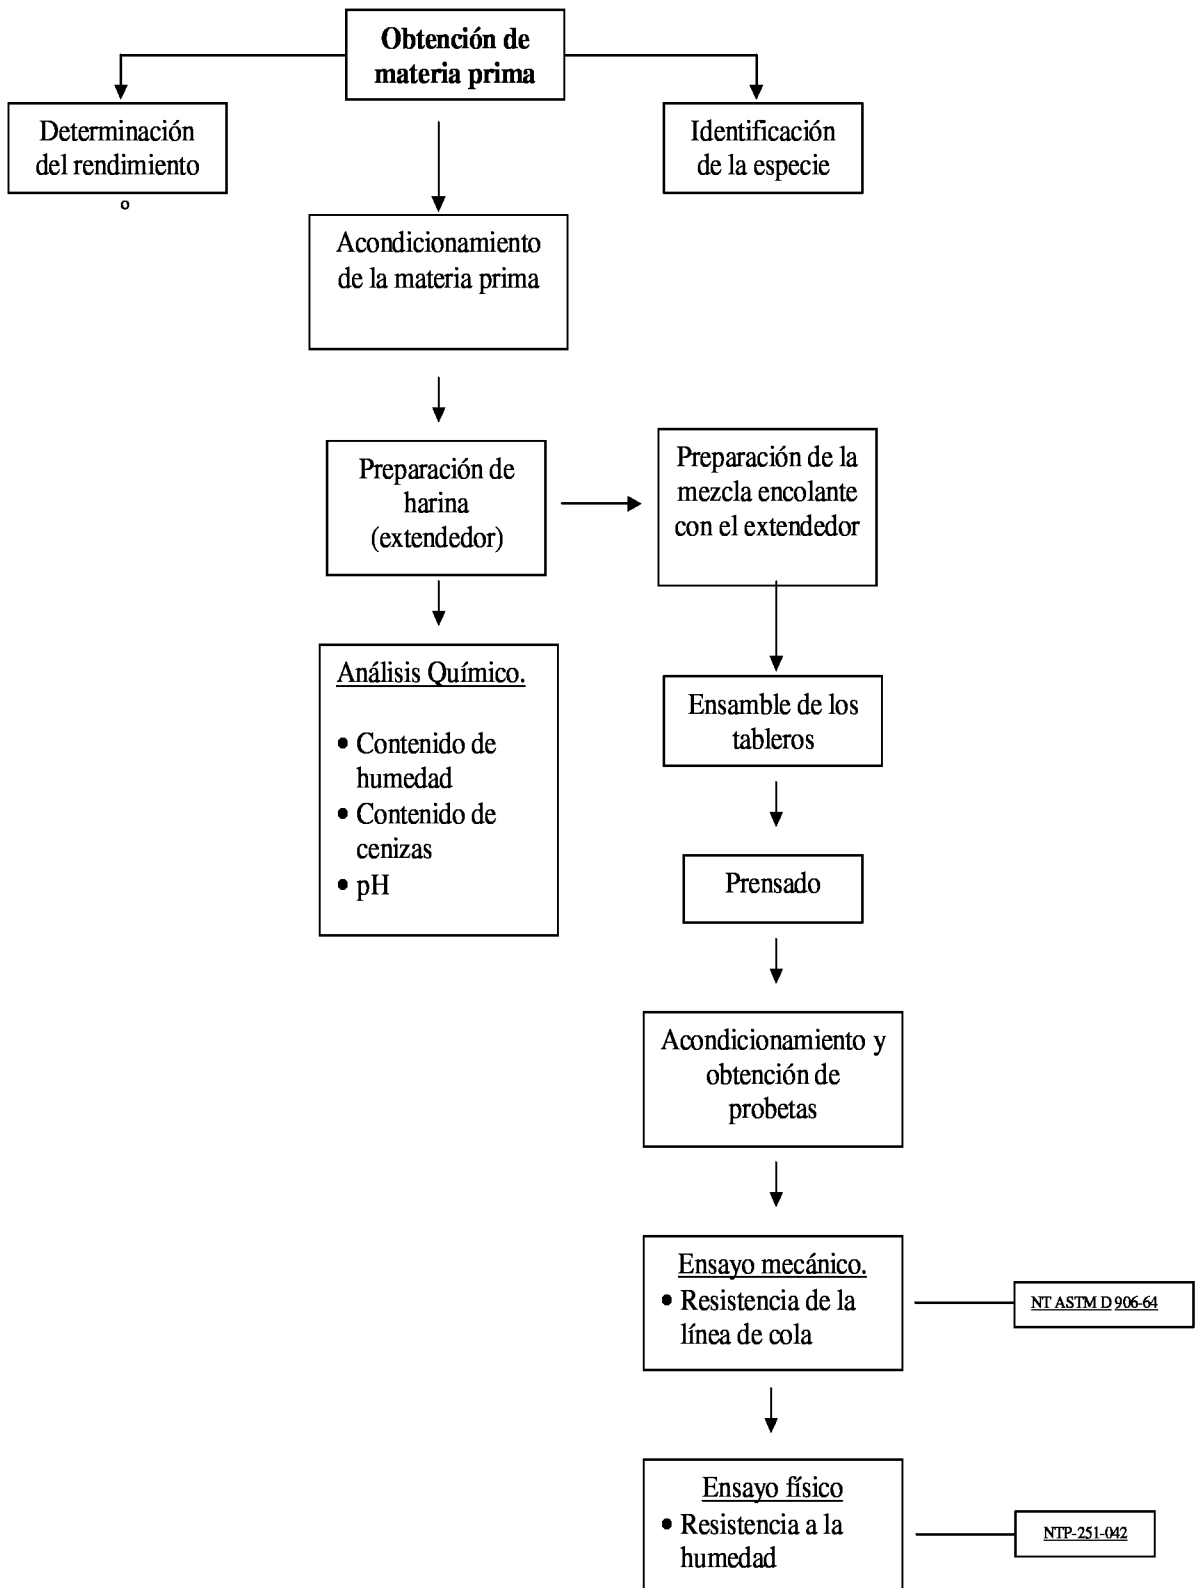 Obtención de
materia prima
Determinación
del rendimiento
o
Identificación
de la especie
Acondicionamiento
de la materia prima
Preparación de
harina
(extendedor)
Preparación de la
mezcla encolante
con el extendedor
Análisis Químico.
• Contenido de
humedad
• Contenido de
cenizas
• pH
Ensamble de los
tableros
Prensado
Acondicionamiento y
obtención de
probetas
Ensayo mecánico.
• Resistencia de la
línea de cola
NT ASTM D 906-64
Ensayo físico
• Resistencia a la
humedad
NTP-251-042